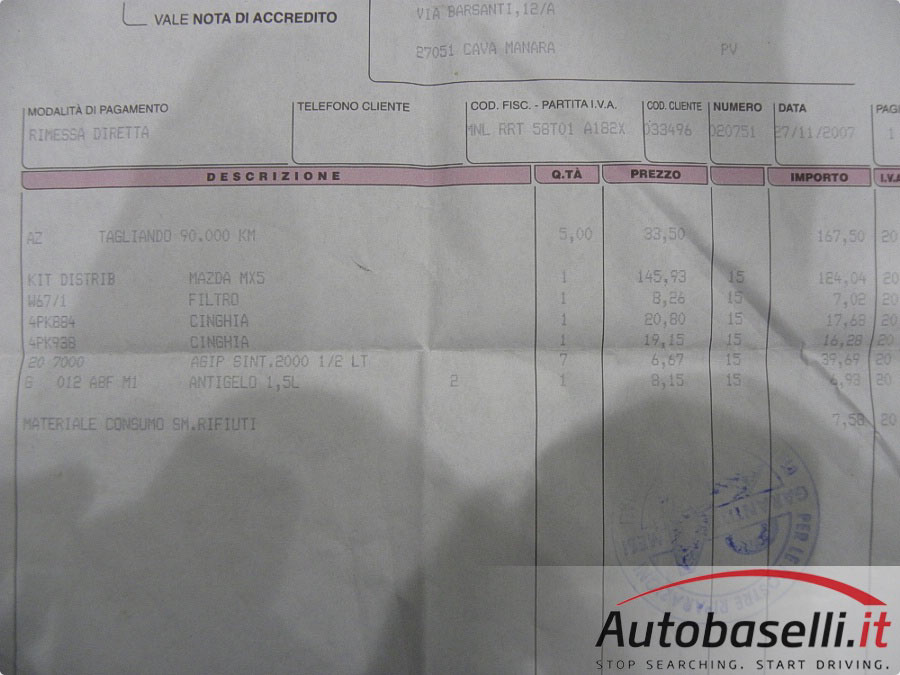 VALE NOTA DI ACCREDITO
VIA BARSANTI,12/A
27051 CAVA MANARA PV
MODALITÀ DI PAGAMENTO TELEFONO CLIENTE COD. FISC. - PARTITA I.V.A. COD. CLIENTE NUMERO DATA
RIMESSA DIRETTA MNL RRT 58T01 A182X 033496 020751 27/11/2007 1
DESCRIZIONE Q.TÀ PREZZO IMPORTO I.V.A
AZ TAGLIANDO 90.000 KM 5,00 33,50 167,50 20
KIT DISTRIB MAZDA MX5 1 145,93 15 124,04 20
W67/1 FILTRO 1 8,26 15 7,02 20
4PK884 CINGHIA 1 20,80 15 17,68 20
4PK938 CINGHIA 1 19,15 15 16,28 20
20 7000 AGIP SINT.2000 1/2 LT 7 6,67 15 39,69 20
G 012 A8F M1 ANTIGELO 1,5L 2 1 8,15 15 6,93 20
MATERIALE CONSUMO SM.RIFIUTI 7,58 20
GARANTI
MESI
PER LE
Autobaselli.it
STOP SEARCHING. START DRIVING.